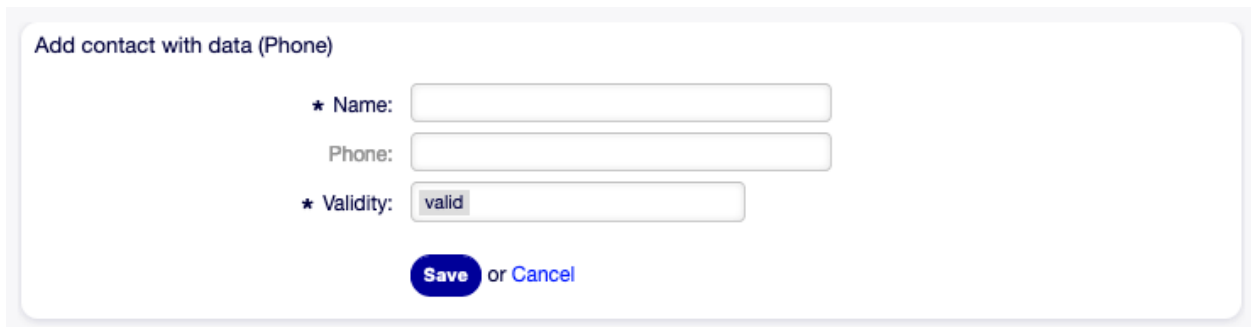 Add contact with data (Phone)
★ Name:
Phone:
★ Validity: valid
Save or Cancel